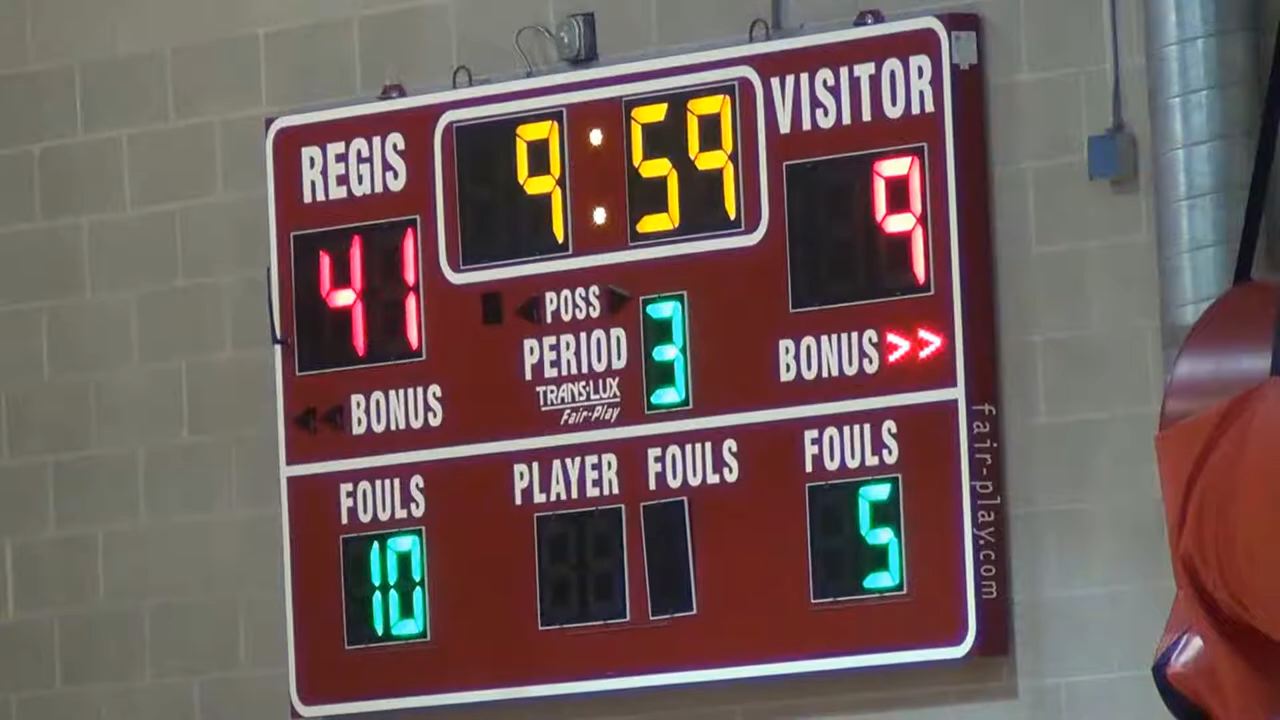 REGIS
9:59
VISITOR
41
9
POSS
PERIOD 3
TRANS-LUX
Fair-Play
BONUS
BONUS >>
FOULS
PLAYER FOULS
FOULS
10
5
fair-play.com